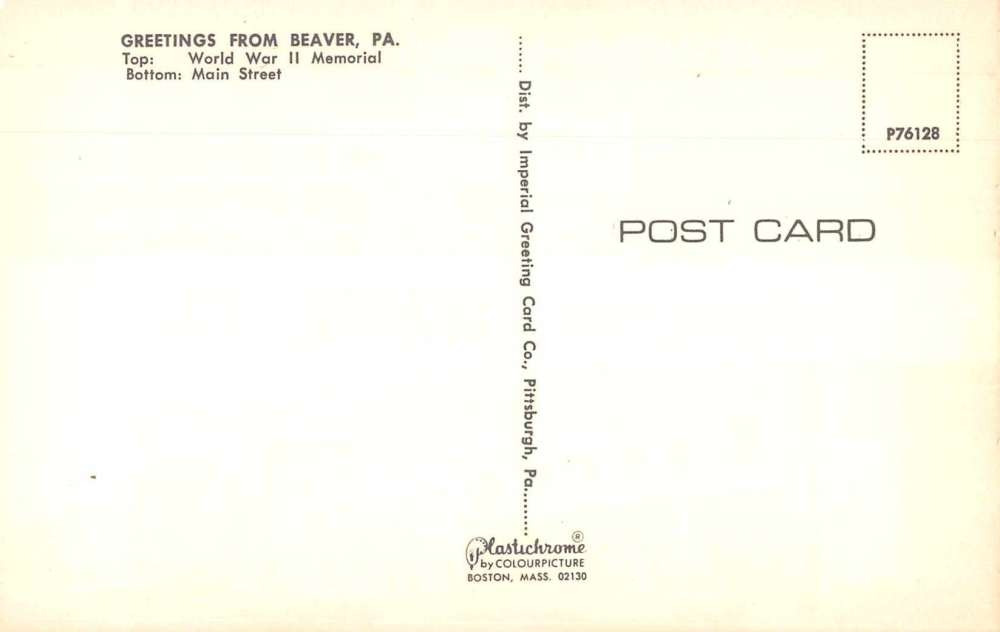 GREETINGS FROM BEAVER, PA.
Top: World War II Memorial
Bottom: Main Street
Dist. by Imperial Greeting Card Co., Pittsburgh, Pa.
P76128
POST CARD
Plastichrome ®
by COLOURPICTURE
BOSTON, MASS. 02130